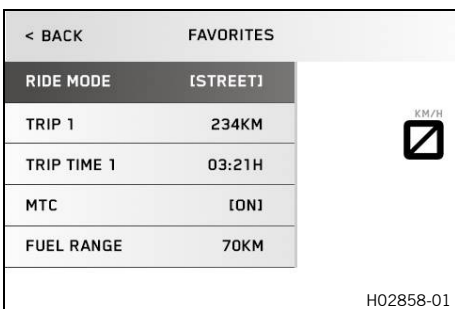 < BACK FAVORITES
RIDE MODE [STREET]
KM/H
TRIP 1 234KM
0
TRIP TIME 1 03:21H
MTC [ON]
FUEL RANGE 70KM
H02858-01